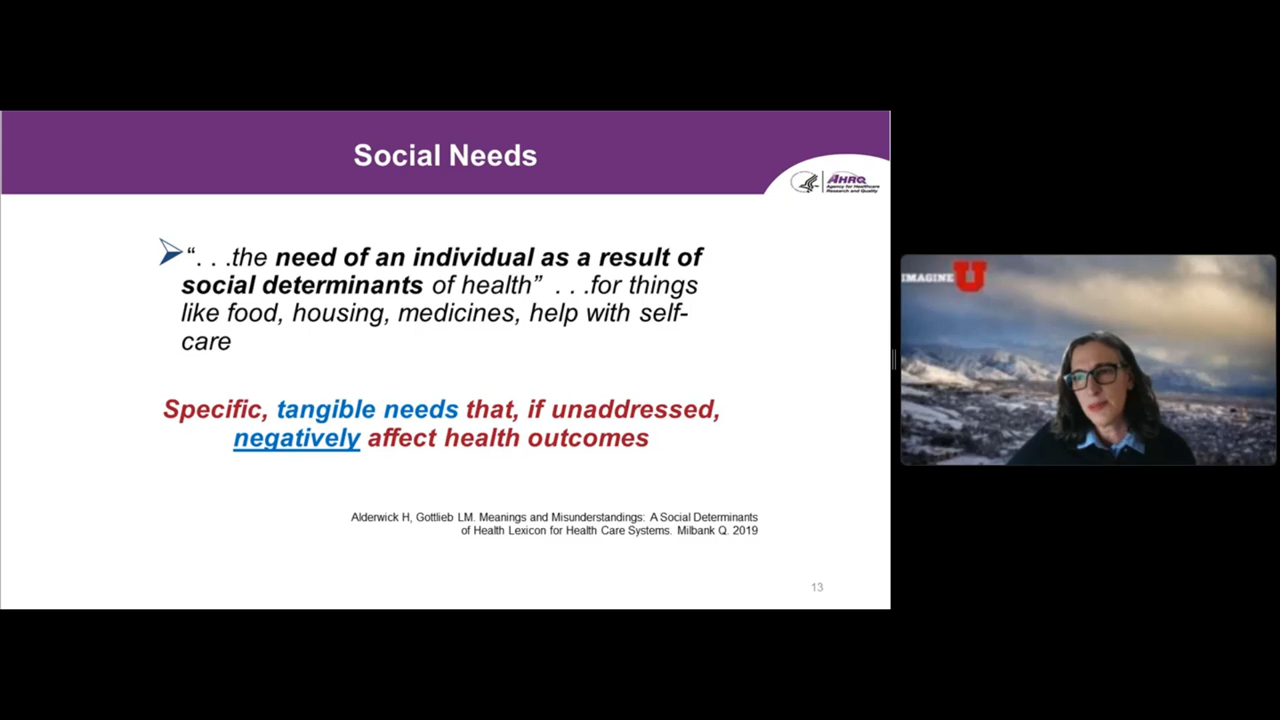 Social Needs
AHRQ
Agency for Healthcare
Research and Quality
“. . .the need of an individual as a result of
social determinants of health” . . .for things
like food, housing, medicines, help with self-
care
Specific, tangible needs that, if unaddressed,
negatively affect health outcomes
Alderwick H, Gottlieb LM. Meanings and Misunderstandings: A Social Determinants
of Health Lexicon for Health Care Systems. Milbank Q. 2019
13
IMAGINE U